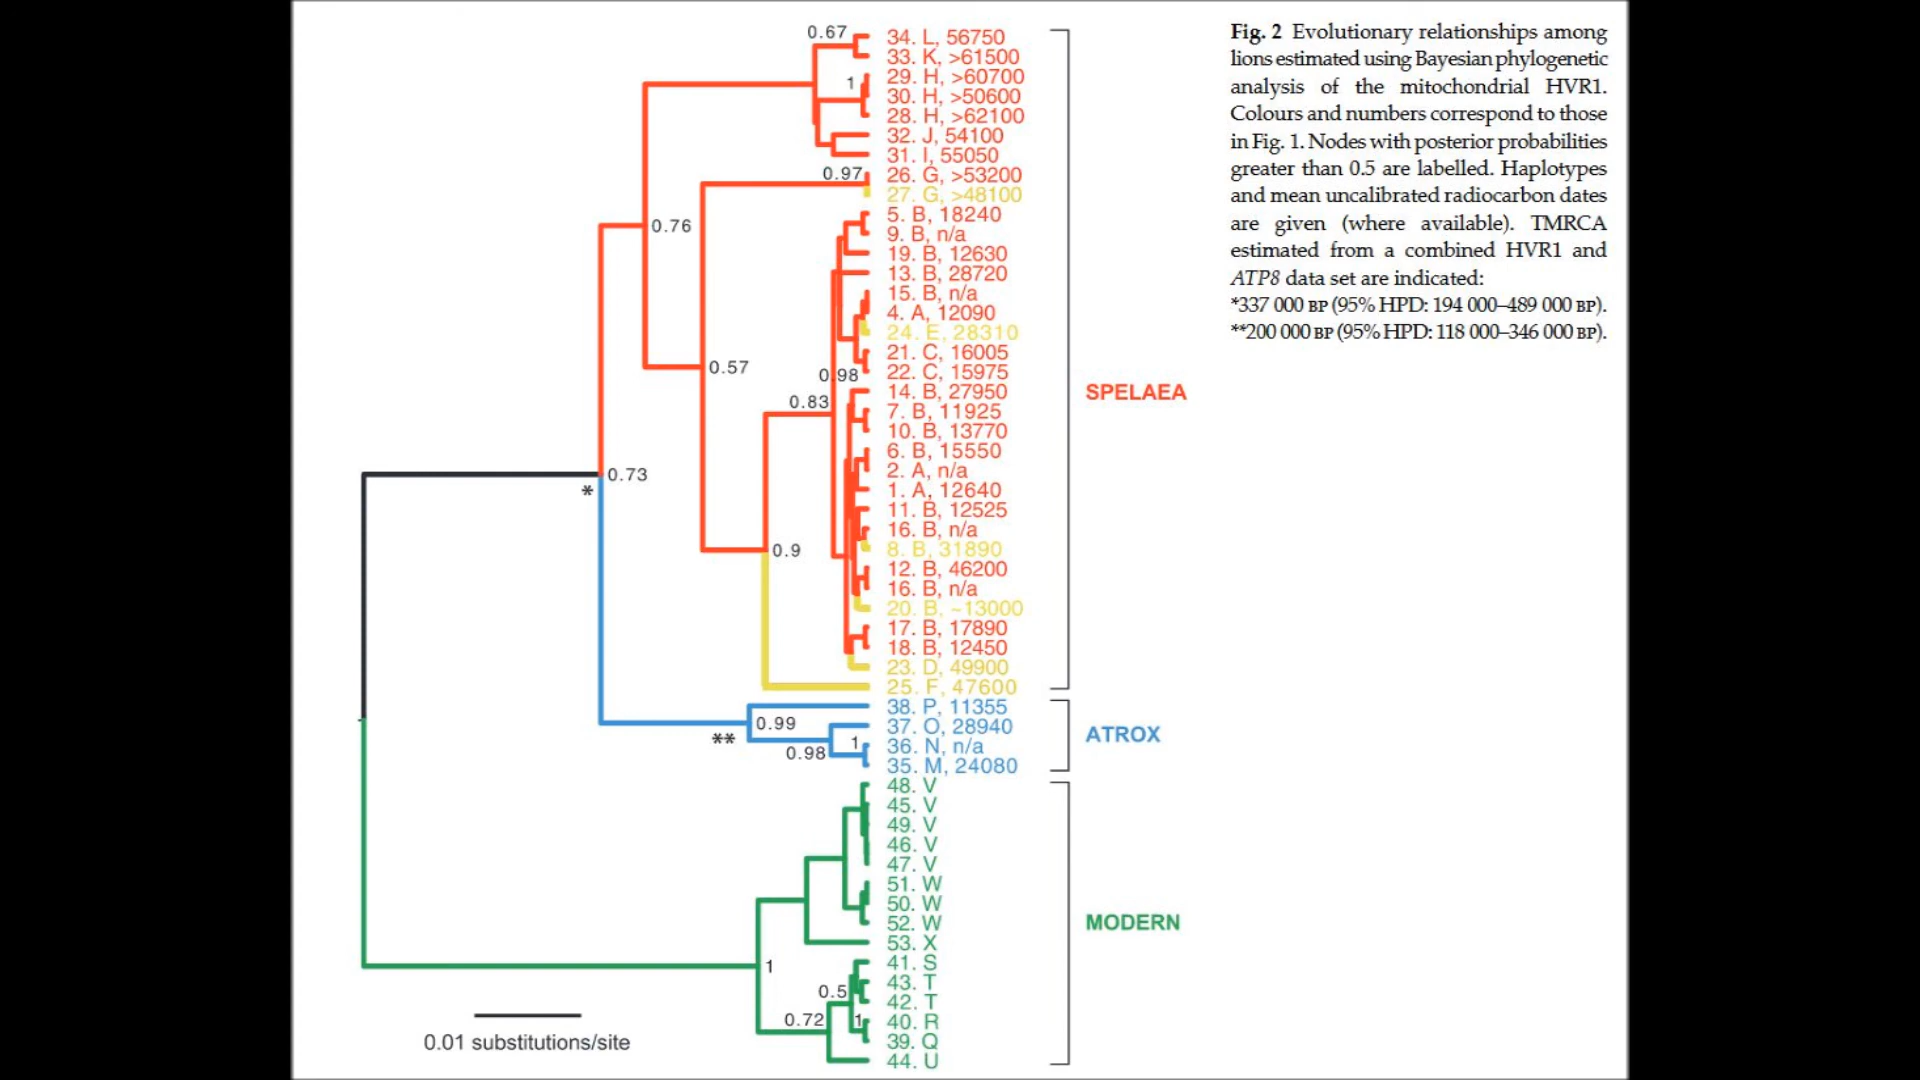 Fig. 2 Evolutionary relationships among
lions estimated using Bayesian phylogenetic
analysis of the mitochondrial HVR1.
Colours and numbers correspond to those
in Fig. 1. Nodes with posterior probabilities
greater than 0.5 are labelled. Haplotypes
and mean uncalibrated radiocarbon dates
are given (where available). TMRCA
estimated from a combined HVR1 and
ATP8 data set are indicated:
*337 000 BP (95% HPD: 194 000–489 000 BP).
**200 000 BP (95% HPD: 118 000–346 000 BP).
0.67
34. L, 56750
33. K, >61500
29. H, >60700
1
30. H, >50600
28. H, >62100
32. J, 54100
31. I, 55050
0.97
26. G, >53200
27. G, >48100
5. B, 18240
0.76
9. B, n/a
19. B, 12630
13. B, 28720
15. B, n/a
4. A, 12090
24. E, 28310
21. C, 16005
0.57
22. C, 15975
0.98
14. B, 27950
SPELAEA
0.83
7. B, 11925
10. B, 13770
6. B, 15550
2. A, n/a
0.73
*
1. A, 12640
11. B, 12525
16. B, n/a
8. B, 31890
0.9
12. B, 46200
16. B, n/a
20. B, ~13000
17. B, 17890
18. B, 12450
23. D, 49900
25. F, 47600
38. P, 11355
0.99
37. O, 28940
**
ATROX
1
36. N, n/a
0.98
35. M, 24080
48. V
45. V
49. V
46. V
47. V
51. W
50. W
52. W
MODERN
53. X
41. S
1
43. T
0.5
42. T
0.72
1
40. R
39. Q
44. U
0.01 substitutions/site